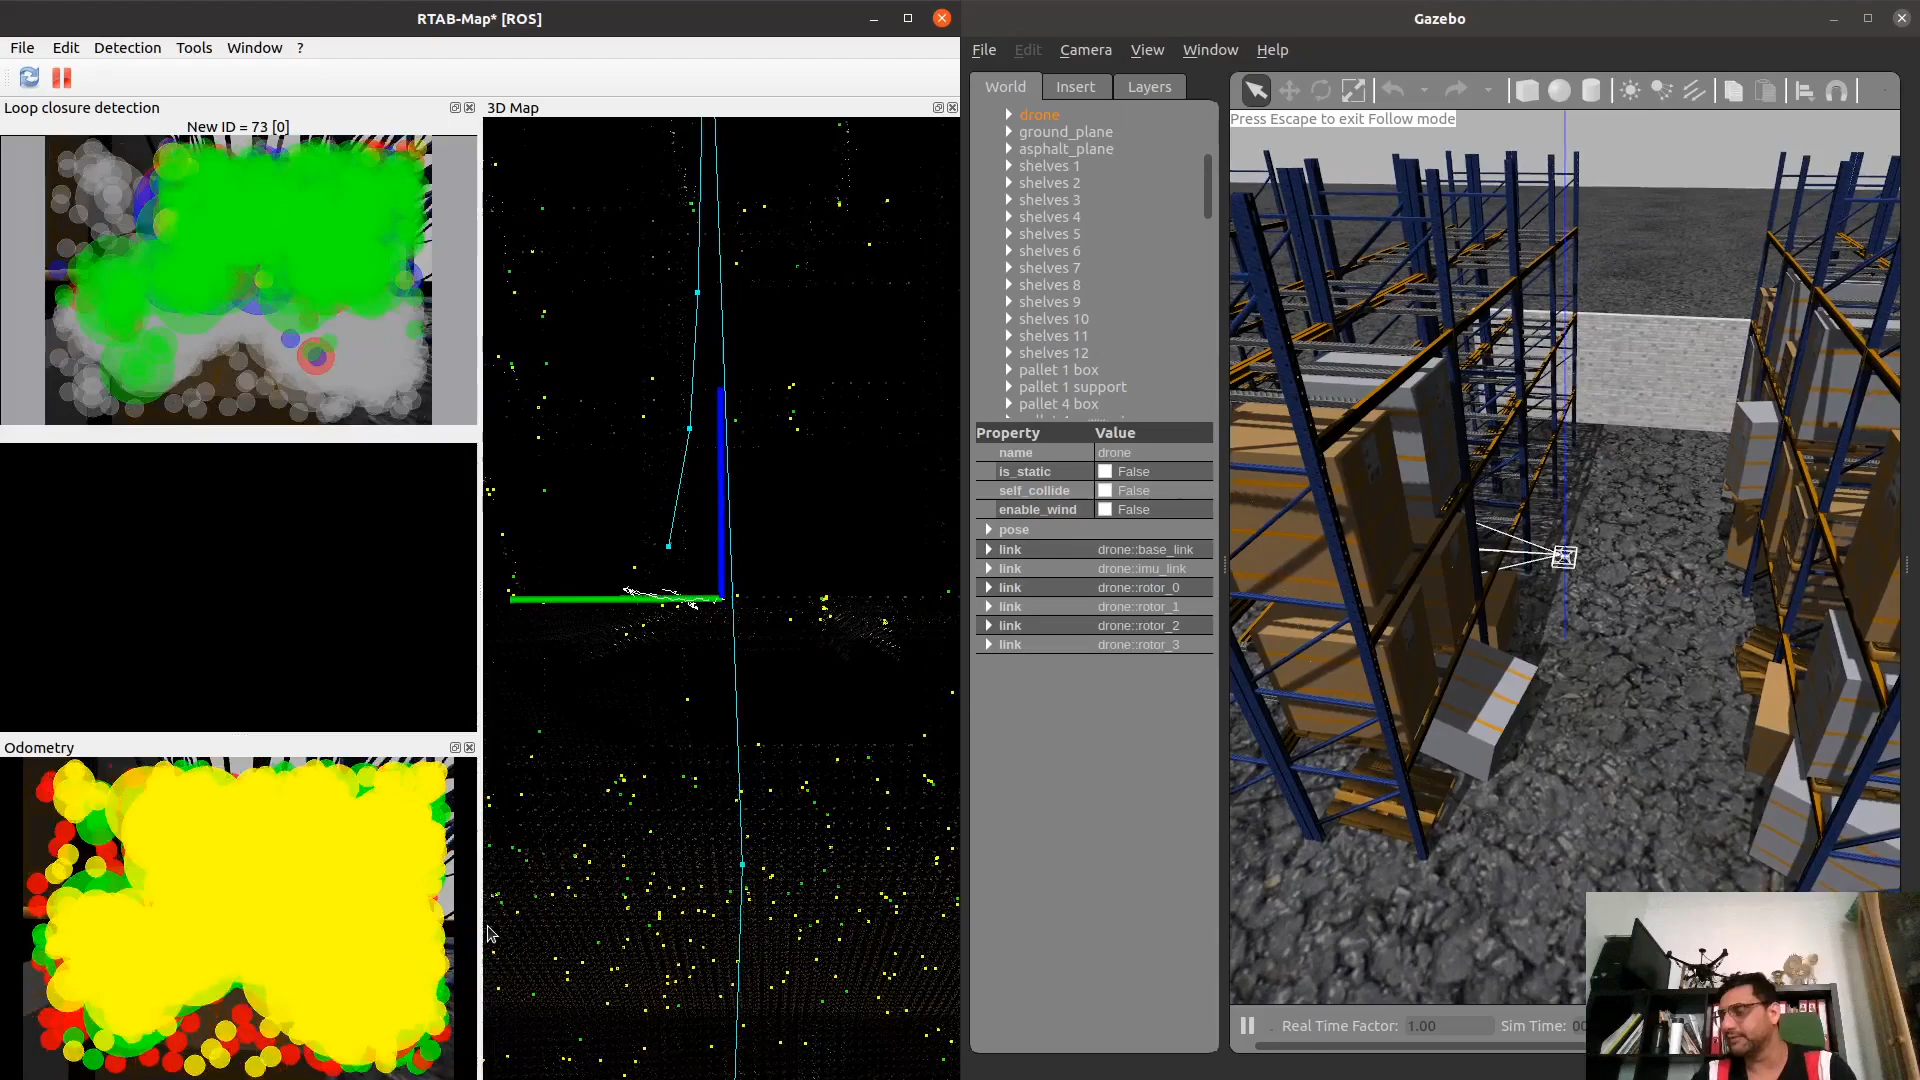 RTAB-Map* [ROS]
File Edit Detection Tools Window ?
Loop closure detection
New ID = 73 [0]
Odometry
3D Map
Gazebo
File Edit Camera View Window Help
World Insert Layers
drone
ground_plane
asphalt_plane
shelves 1
shelves 2
shelves 3
shelves 4
shelves 5
shelves 6
shelves 7
shelves 8
shelves 9
shelves 10
shelves 11
shelves 12
pallet 1 box
pallet 1 support
pallet 4 box
Property Value
name drone
is_static False
self_collide False
enable_wind False
pose
link drone::base_link
link drone::imu_link
link drone::rotor_0
link drone::rotor_1
link drone::rotor_2
link drone::rotor_3
Press Escape to exit Follow mode
Real Time Factor: 1.00 Sim Time: 00